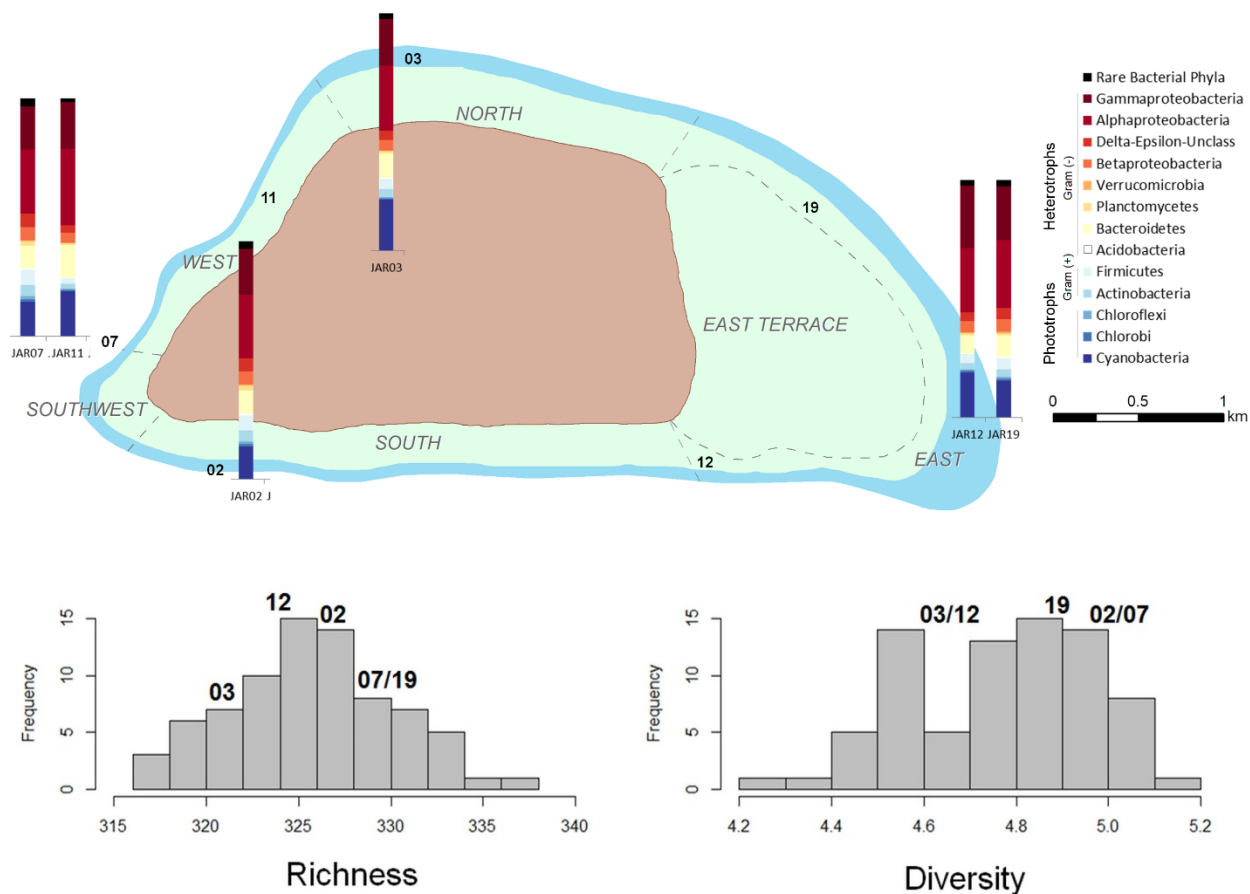 03
NORTH
JAR03
11
19
WEST
07
EAST TERRACE
SOUTHWEST
SOUTH
02
12
EAST
JAR07 .
JAR11 .
JAR02 J
JAR12
JAR19
Heterotrophs
Gram (-)
Phototrophs
Gram (+)
Rare Bacterial Phyla
Gammaproteobacteria
Alphaproteobacteria
Delta-Epsilon-Unclass
Betaproteobacteria
Verrucomicrobia
Planctomycetes
Bacteroidetes
Acidobacteria
Firmicutes
Actinobacteria
Chloroflexi
Chlorobi
Cyanobacteria
0 0.5 1
km
Frequency
15
10
5
0
03
12
02
07/19
315 320 325 330 335 340
Richness
Frequency
15
10
5
0
03/12
19
02/07
4.2 4.4 4.6 4.8 5.0 5.2
Diversity